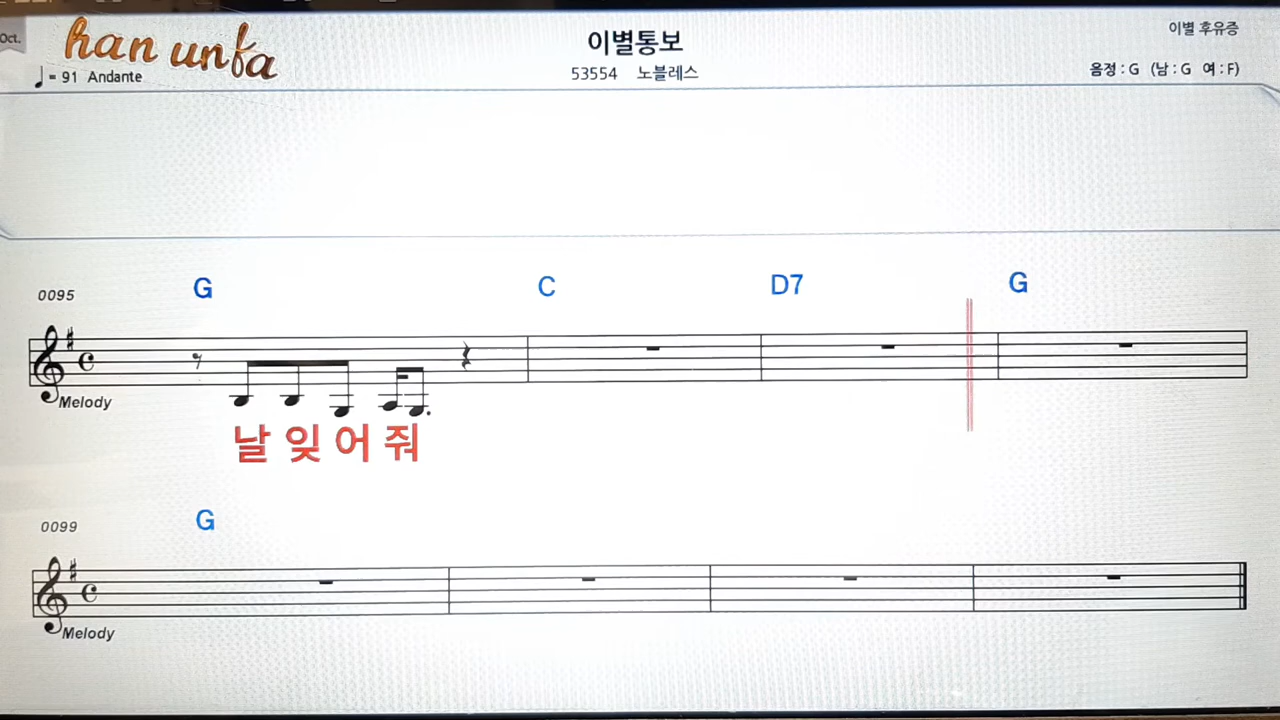 Oct.
han unfa
이별통보
이별 후유증
♩= 91 Andante
53554 노블레스
음정 : G (남 : G 여 : F)
0095
G C D7 G
Melody
날 잊 어 줘
0099
G
Melody